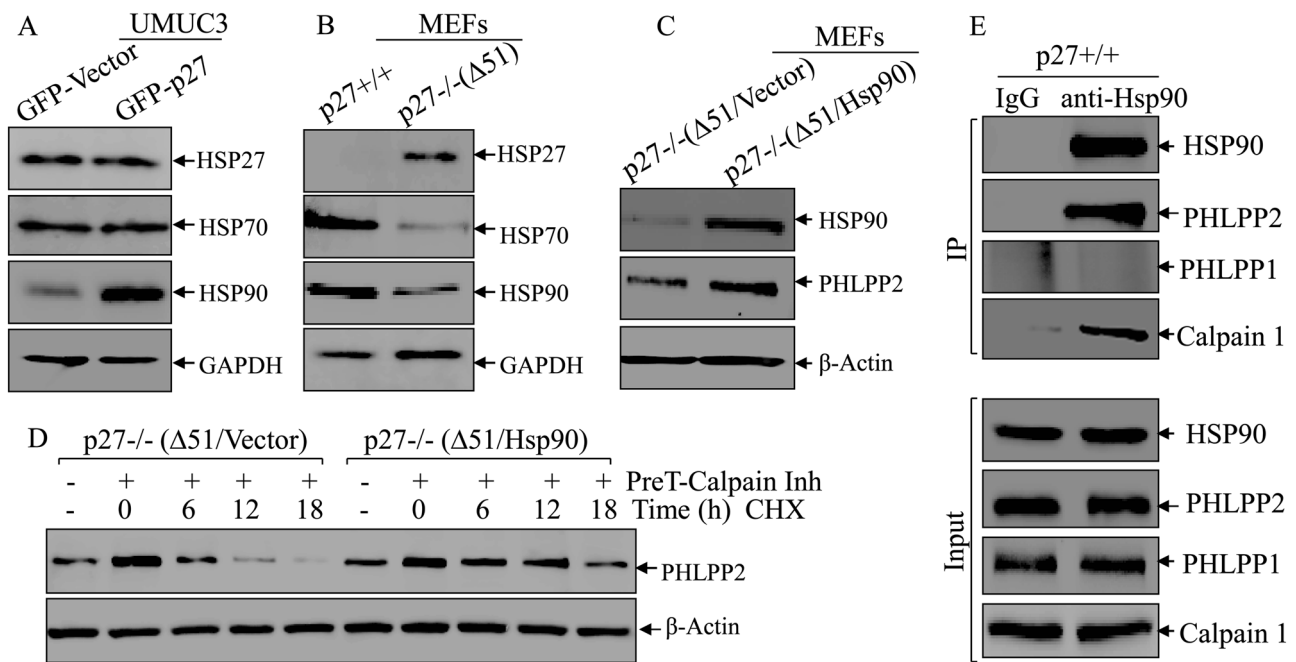 A
UMUC3
GFP-Vector
GFP-p27
HSP27
HSP70
HSP90
GAPDH
B
MEFs
p27+/+
p27-/-(Δ51)
HSP27
HSP70
HSP90
GAPDH
C
MEFs
p27-/-(Δ51/Vector)
p27-/-(Δ51/Hsp90)
HSP90
PHLPP2
β-Actin
D
p27-/- (Δ51/Vector) p27-/- (Δ51/Hsp90)
- + + + + - + + + + PreT-Calpain Inh
- 0 6 12 18 - 0 6 12 18 Time (h) CHX
PHLPP2
β-Actin
E
p27+/+
IgG anti-Hsp90
IP
HSP90
PHLPP2
PHLPP1
Calpain 1
Input
HSP90
PHLPP2
PHLPP1
Calpain 1